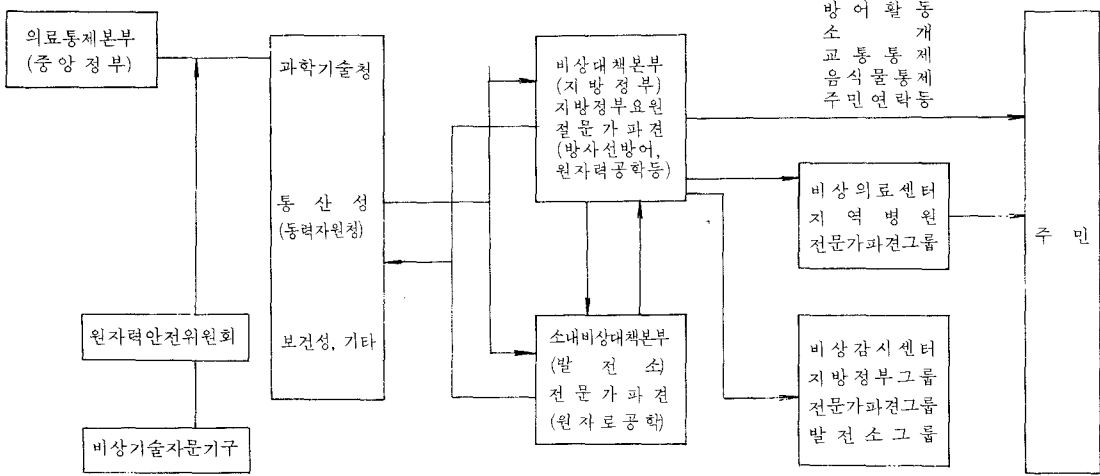 의료통제본부
(중앙정부)
원자력안전위원회
비상기술자문기구
과학기술청
통산성
(동력자원청)
보건성, 기타
비상대책본부
(지방정부)
지방정부요원
절문가파견
(방사선방어,
원자력공학등)
소내비상대책본부
(발전소)
전문가파견
(원자로공학)
방어활동
소개
교통통제
음식물통제
주민연락등
비상의료센터
지역병원
전문가파견그룹
비상감시센터
지방정부그룹
전문가파견그룹
발전소그룹
주민